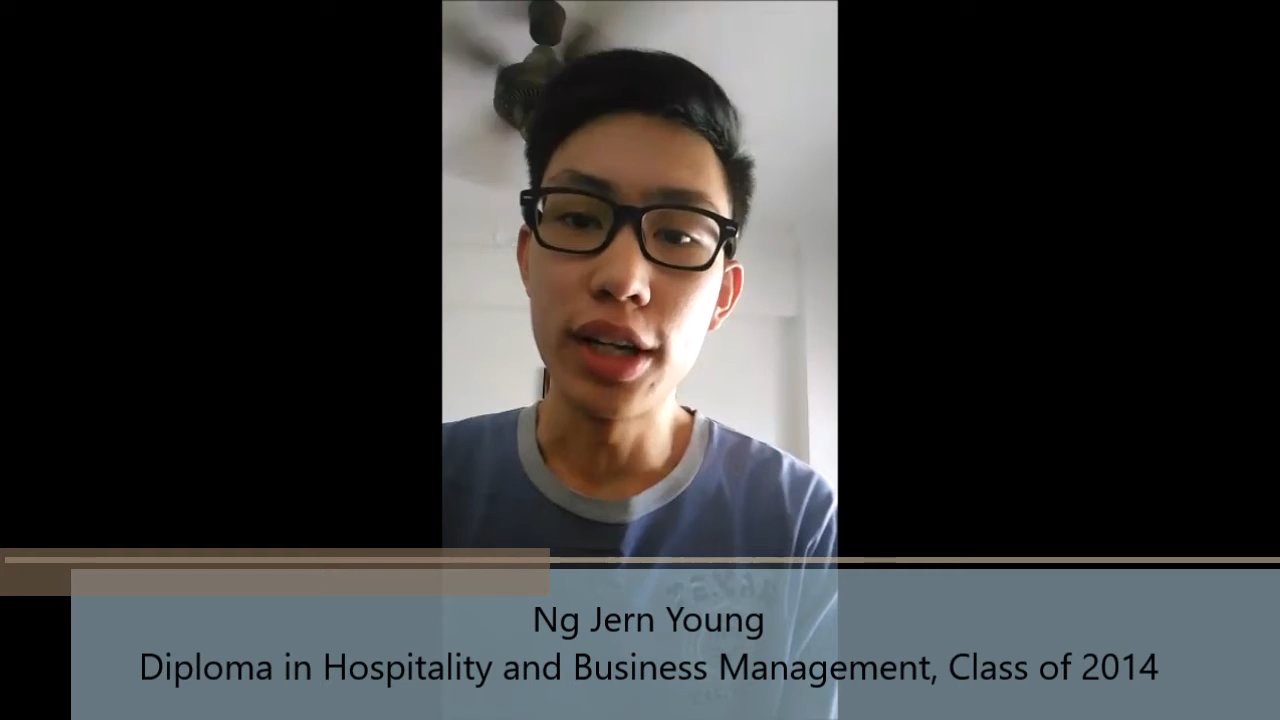 Ng Jern Young
Diploma in Hospitality and Business Management, Class of 2014